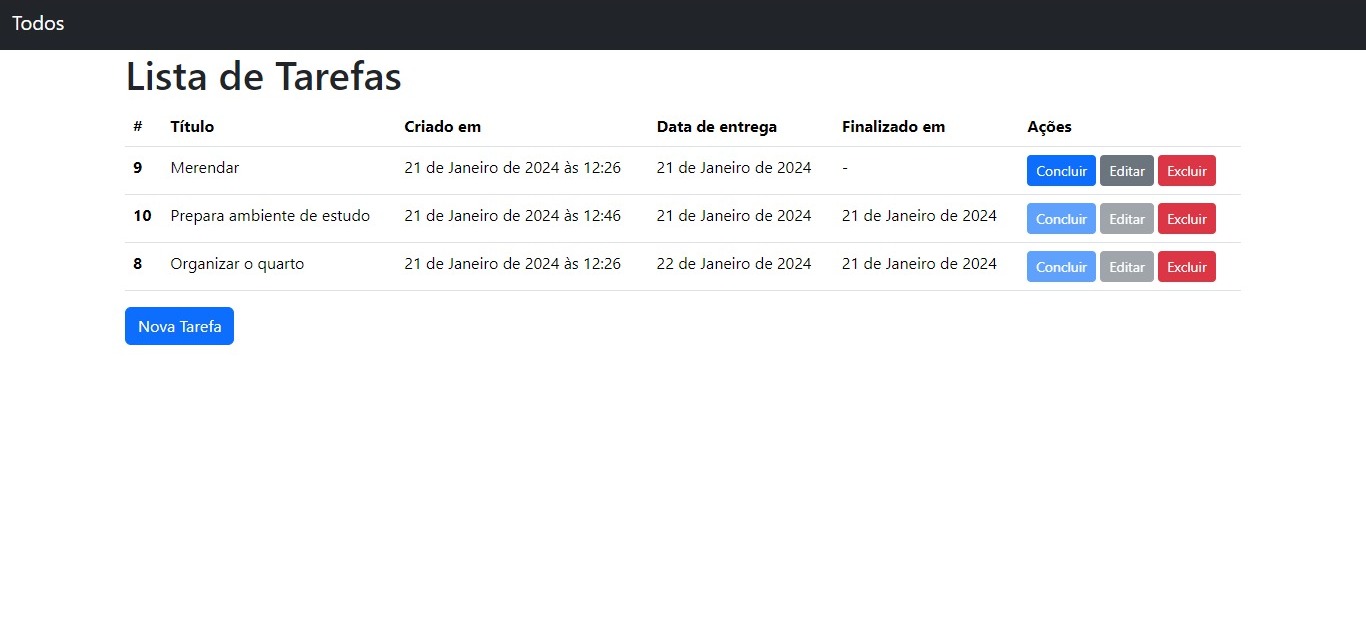 Todos
Lista de Tarefas
# Título Criado em Data de entrega Finalizado em Ações
9 Merendar 21 de Janeiro de 2024 às 12:26 21 de Janeiro de 2024 - Concluir Editar Excluir
10 Prepara ambiente de estudo 21 de Janeiro de 2024 às 12:46 21 de Janeiro de 2024 21 de Janeiro de 2024 Concluir Editar Excluir
8 Organizar o quarto 21 de Janeiro de 2024 às 12:26 22 de Janeiro de 2024 21 de Janeiro de 2024 Concluir Editar Excluir
Nova Tarefa